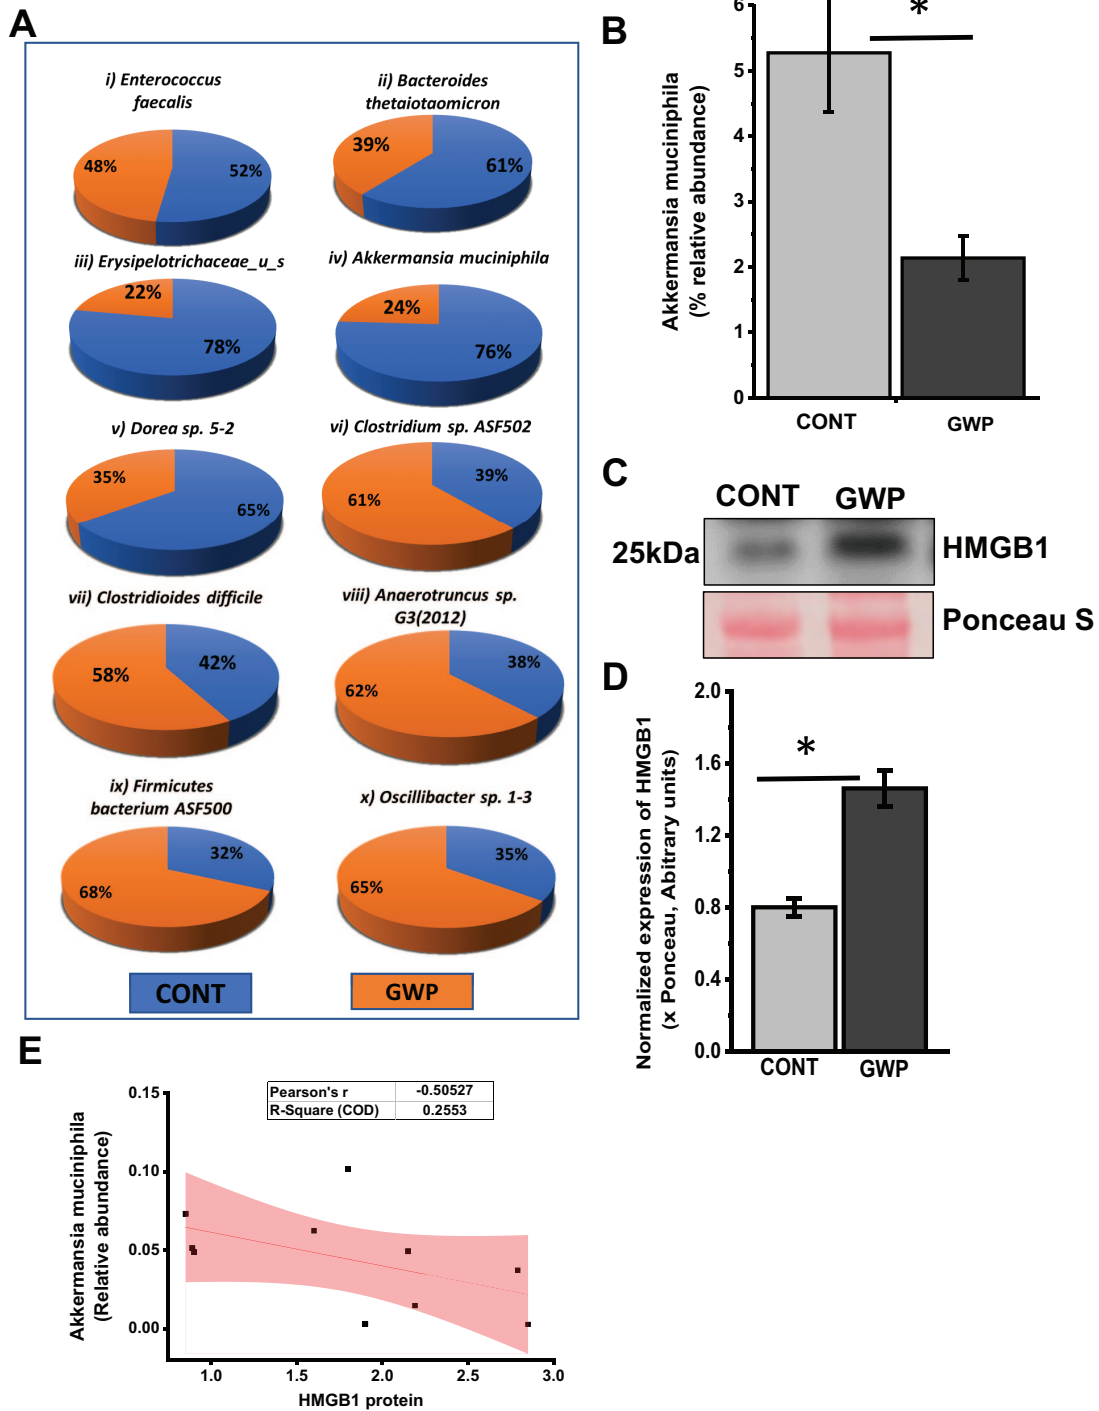 A
i) Enterococcus
faecalis
48%
52%
ii) Bacteroides
thetaiotaomicron
39%
61%
iii) Erysipelotrichaceae_u_s
22%
78%
iv) Akkermansia muciniphila
24%
76%
v) Dorea sp. 5-2
35%
65%
vi) Clostridium sp. ASF502
39%
61%
vii) Clostridioides difficile
58%
42%
viii) Anaerotruncus sp.
G3(2012)
38%
62%
ix) Firmicutes
bacterium ASF500
32%
68%
x) Oscillibacter sp. 1-3
35%
65%
CONT
GWP
B
Akkermansia muciniphila
(% relative abundance)
6
5
4
3
2
1
0
*
CONT
GWP
C
CONT
GWP
25kDa
HMGB1
Ponceau S
D
Normalized expression of HMGB1
(x Ponceau, Abitrary units)
2.0
1.6
1.2
0.8
0.4
0.0
*
CONT
GWP
E
Pearson's r -0.50527
R-Square (COD) 0.2553
Akkermansia muciniphila
(Relative abundance)
0.15
0.10
0.05
0.00
1.0 1.5 2.0 2.5 3.0
HMGB1 protein